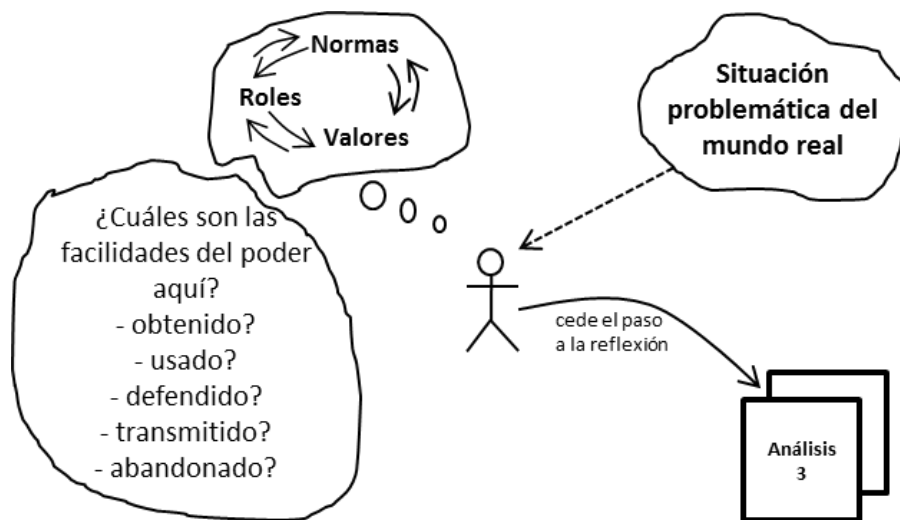 Normas
Roles
Valores
Situación
problemática del
mundo real
¿Cuáles son las
facilidades del poder
aquí?
- obtenido?
- usado?
- defendido?
- transmitido?
- abandonado?
cede el paso
a la reflexión
Análisis
3